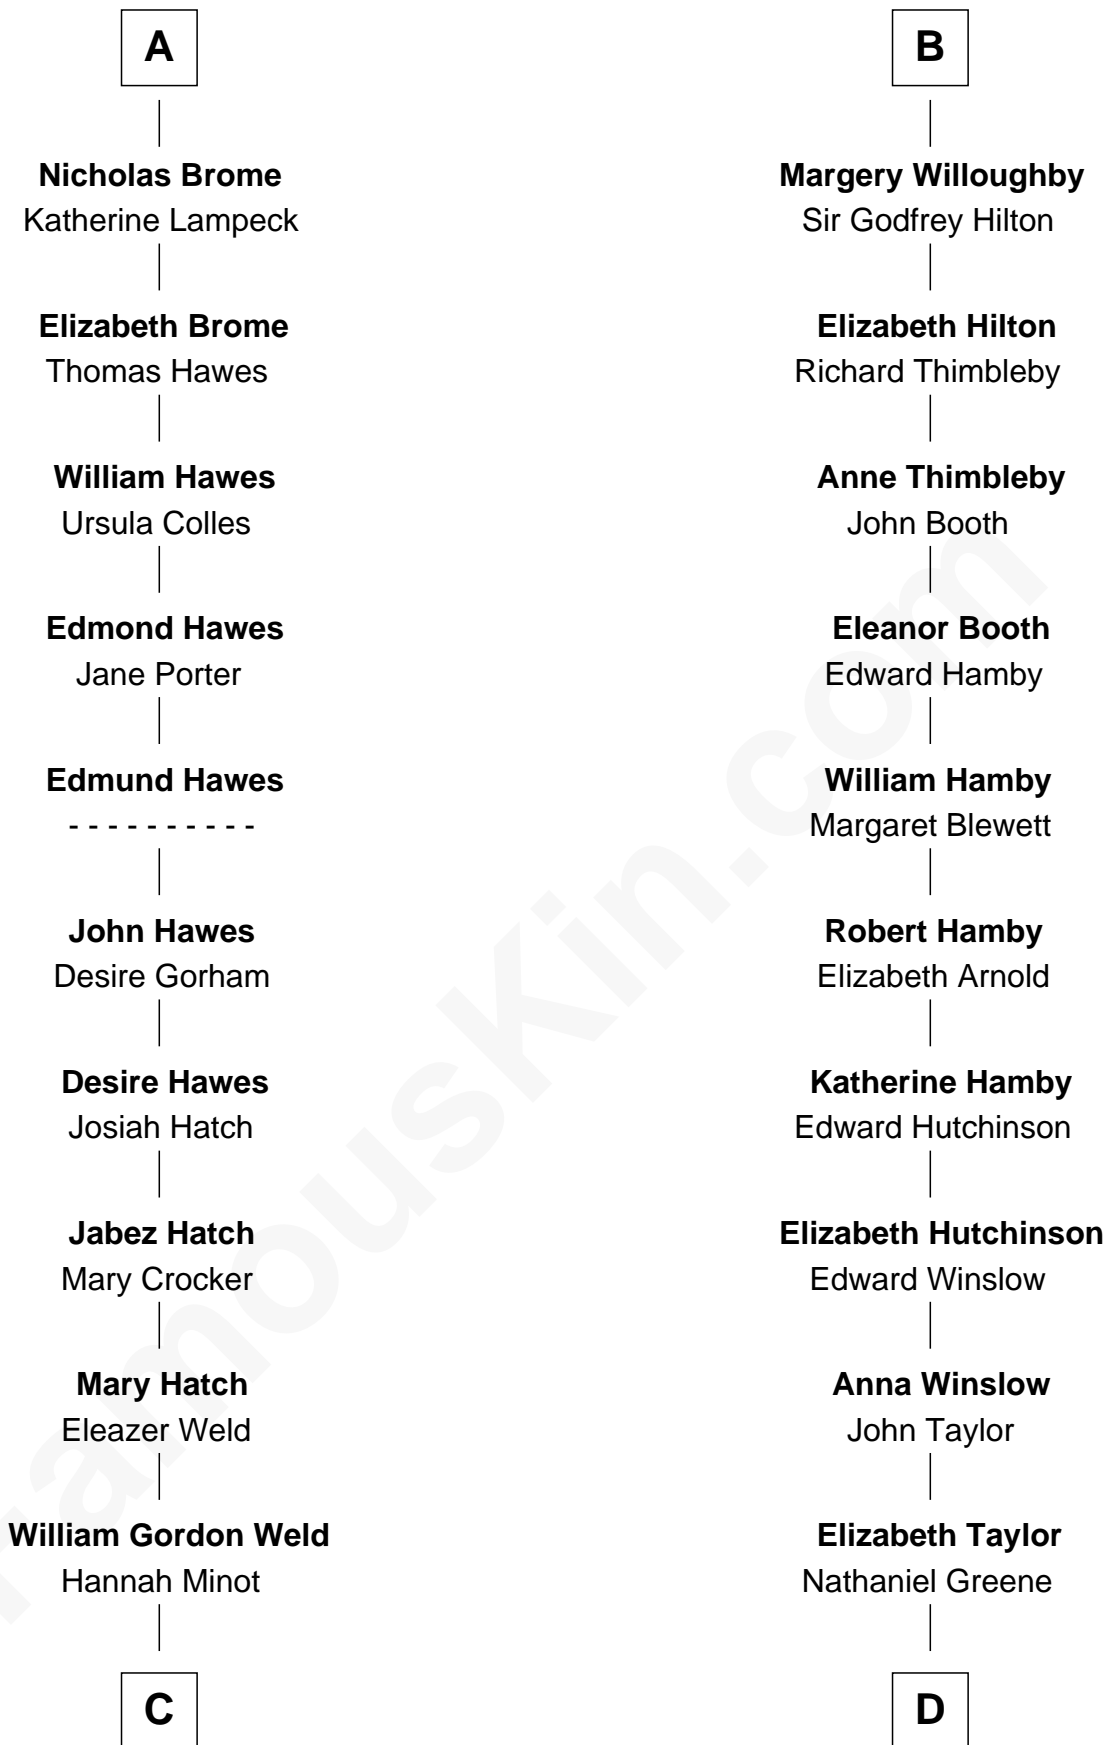 A
Nicholas Brome
Katherine Lampeck
Elizabeth Brome
Thomas Hawes
William Hawes
Ursula Colles
Edmond Hawes
Jane Porter
Edmund Hawes
- - - - - - - - - -
John Hawes
Desire Gorham
Desire Hawes
Josiah Hatch
Jabez Hatch
Mary Crocker
Mary Hatch
Eleazer Weld
William Gordon Weld
Hannah Minot
C
B
Margery Willoughby
Sir Godfrey Hilton
Elizabeth Hilton
Richard Thimbleby
Anne Thimbleby
John Booth
Eleanor Booth
Edward Hamby
William Hamby
Margaret Blewett
Robert Hamby
Elizabeth Arnold
Katherine Hamby
Edward Hutchinson
Elizabeth Hutchinson
Edward Winslow
Anna Winslow
John Taylor
Elizabeth Taylor
Nathaniel Greene
D
FamousKin.com